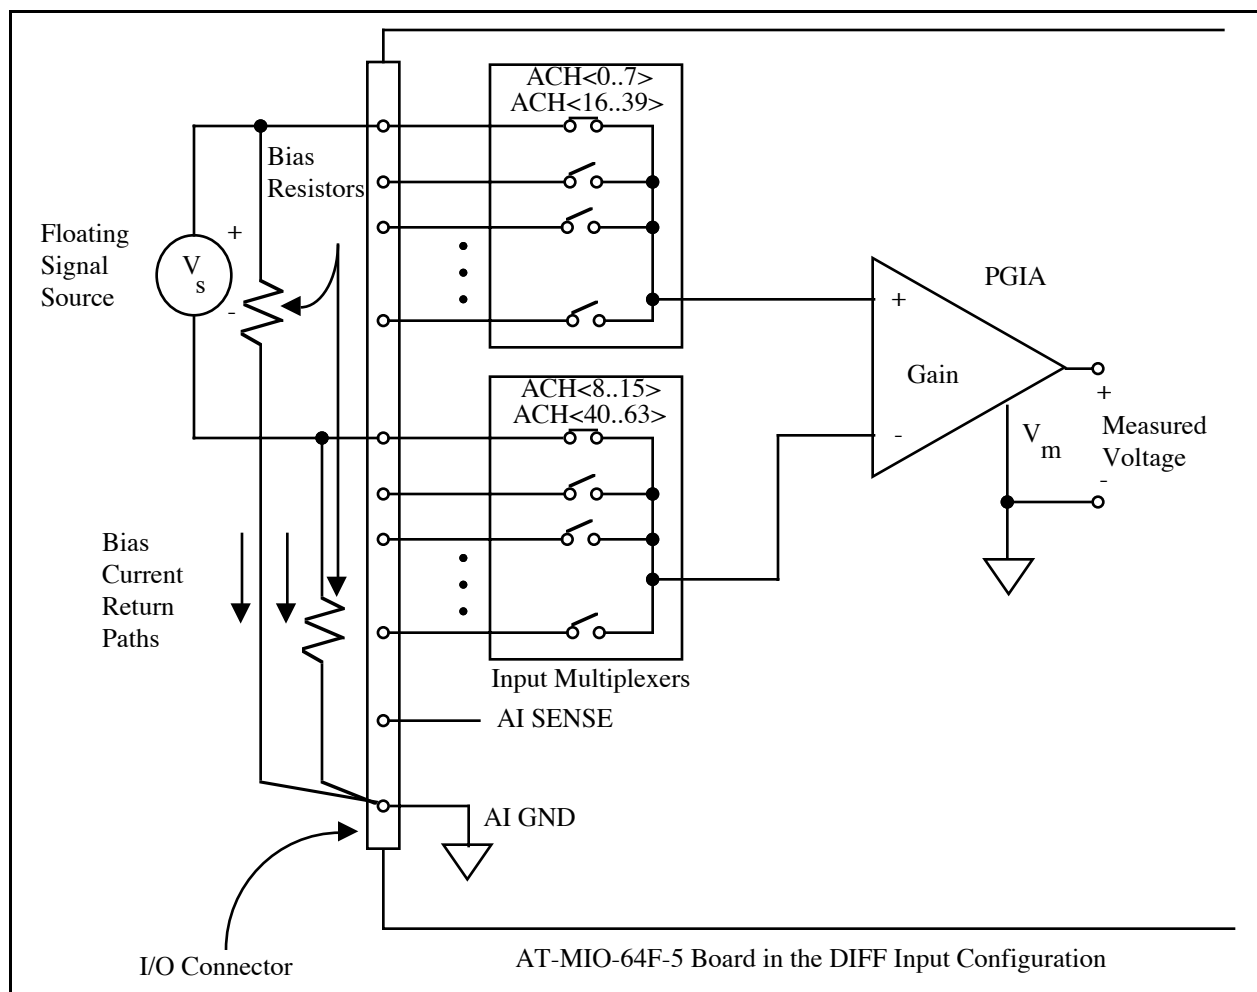 ACH<0..7>
ACH<16..39>
Bias
Resistors
Floating
Signal
Source
+
V
s
-
PGIA
+
Gain
-
+
V
m
Measured
Voltage
-
ACH<8..15>
ACH<40..63>
Bias
Current
Return
Paths
Input Multiplexers
AI SENSE
AI GND
I/O Connector
AT-MIO-64F-5 Board in the DIFF Input Configuration